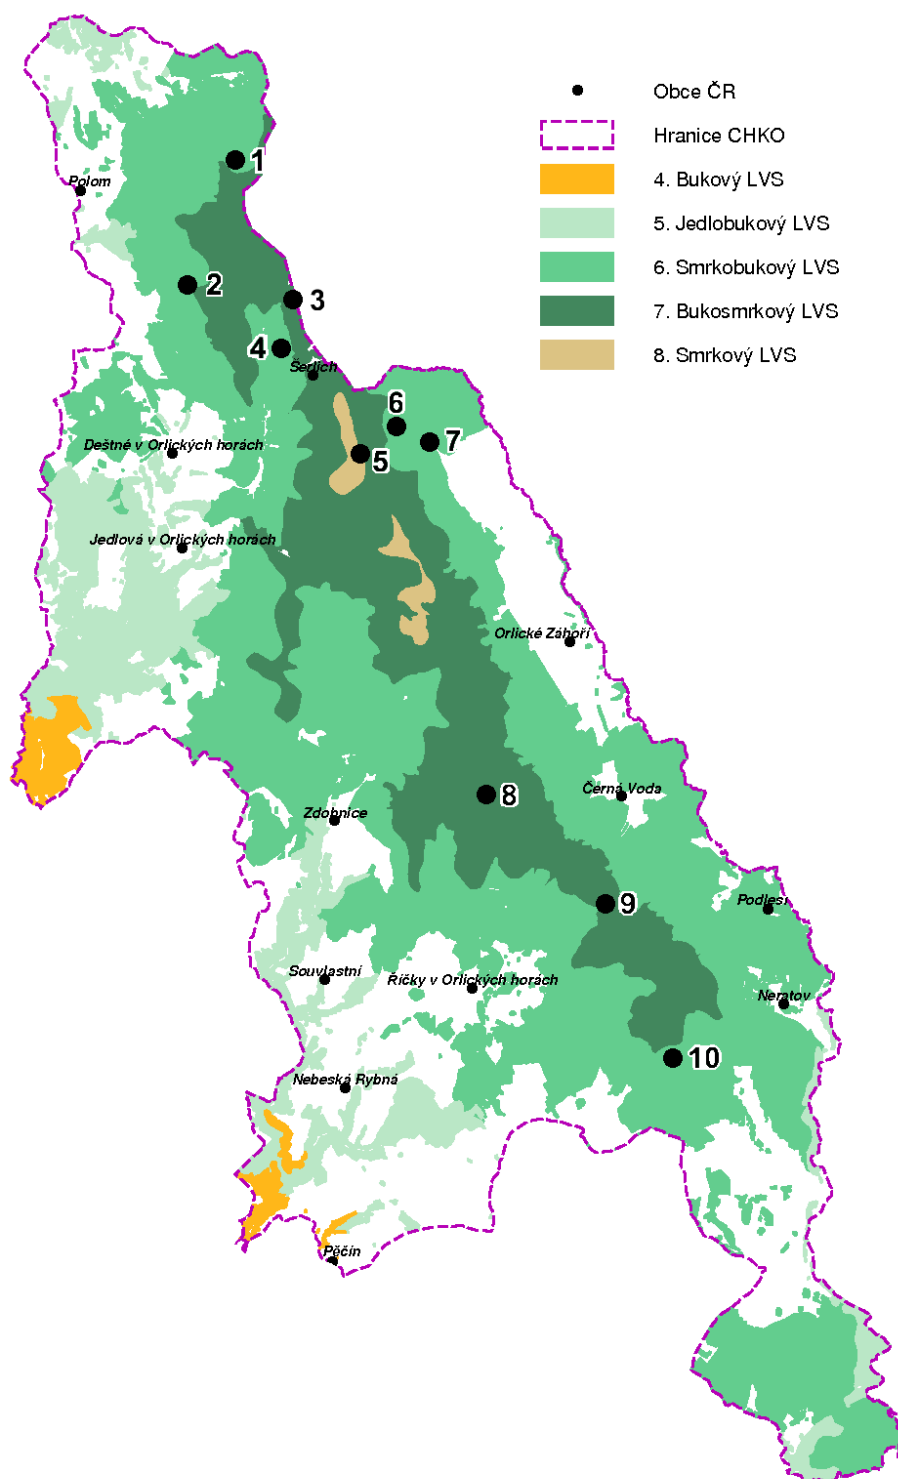 Obce ČR
Hranice CHKO
4. Bukový LVS
5. Jedlobukový LVS
6. Smrkobukový LVS
7. Bukosmrkový LVS
8. Smrkový LVS
1
Polom
2
3
4
Šerlich
6
Deštné v Orlických horách
7
5
Jedlová v Orlických horách
Orlické Záhoří
Černá Voda
8
Zdobnice
Podlesí
9
Souvlastní
Říčky v Orlických horách
Neratov
10
Nebeská Rybná
Pěčín